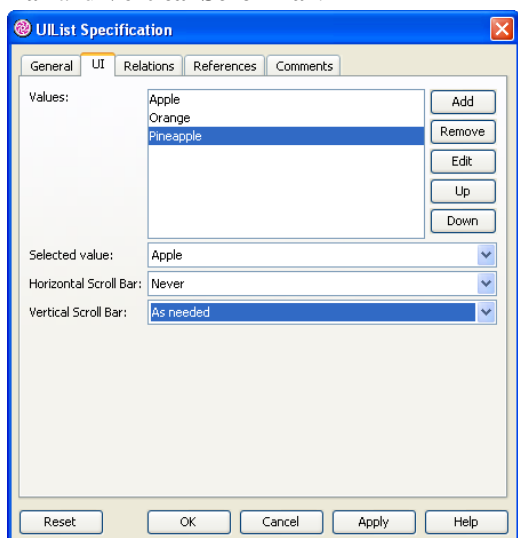 UIList Specification
General UI Relations References Comments
Values:
Apple
Orange
Pineapple
Add
Remove
Edit
Up
Down
Selected value: Apple
Horizontal Scroll Bar: Never
Vertical Scroll Bar: As needed
Reset OK Cancel Apply Help